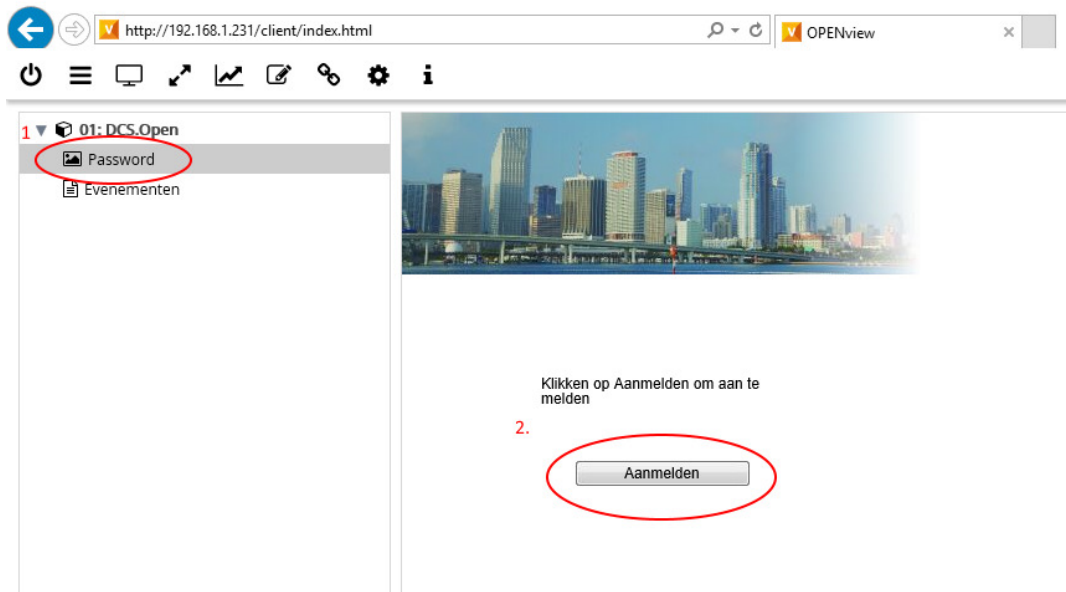 http://192.168.1.231/client/index.html
OPENview
1
01: DCS.Open
Password
Evenementen
Klikken op Aanmelden om aan te
melden
2.
Aanmelden